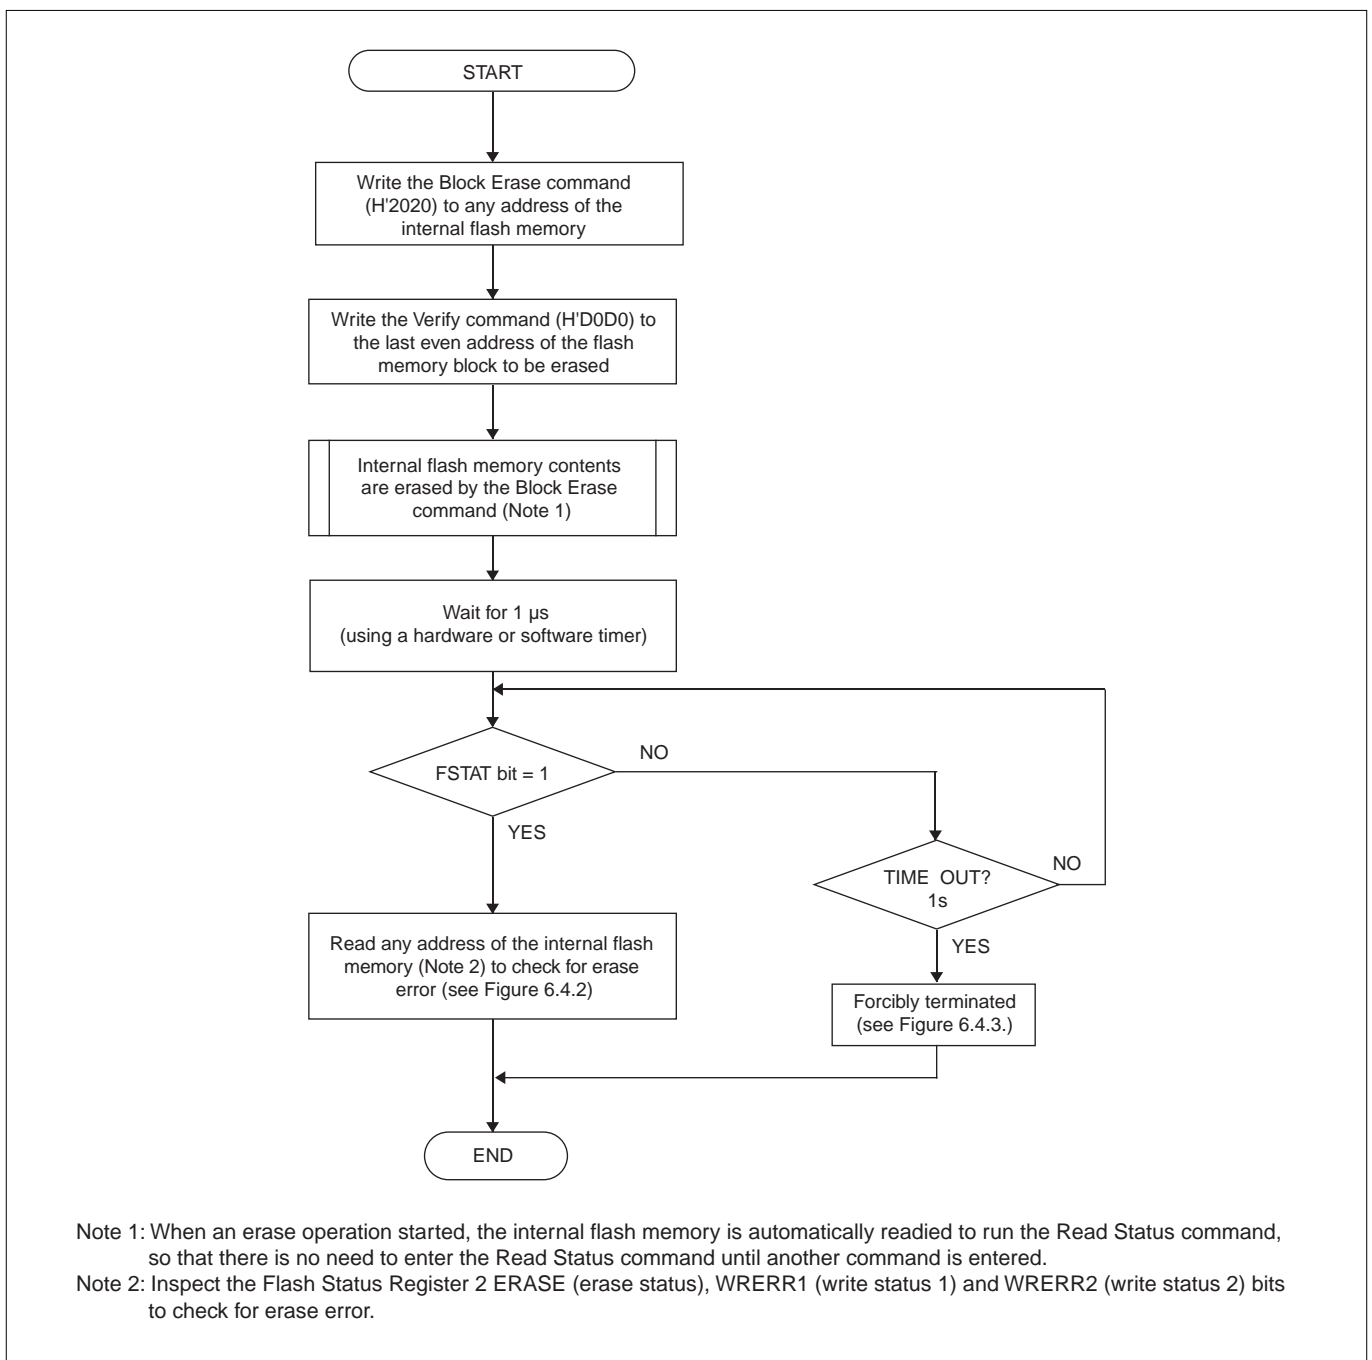 START
Write the Block Erase command
(H'2020) to any address of the
internal flash memory
Write the Verify command (H'D0D0) to
the last even address of the flash
memory block to be erased
Internal flash memory contents
are erased by the Block Erase
command (Note 1)
Wait for 1 µs
(using a hardware or software timer)
FSTAT bit = 1
NO
YES
TIME OUT?
1s
NO
YES
Read any address of the internal flash
memory (Note 2) to check for erase
error (see Figure 6.4.2)
Forcibly terminated
(see Figure 6.4.3.)
END
Note 1: When an erase operation started, the internal flash memory is automatically readied to run the Read Status command,
so that there is no need to enter the Read Status command until another command is entered.
Note 2: Inspect the Flash Status Register 2 ERASE (erase status), WRERR1 (write status 1) and WRERR2 (write status 2) bits
to check for erase error.